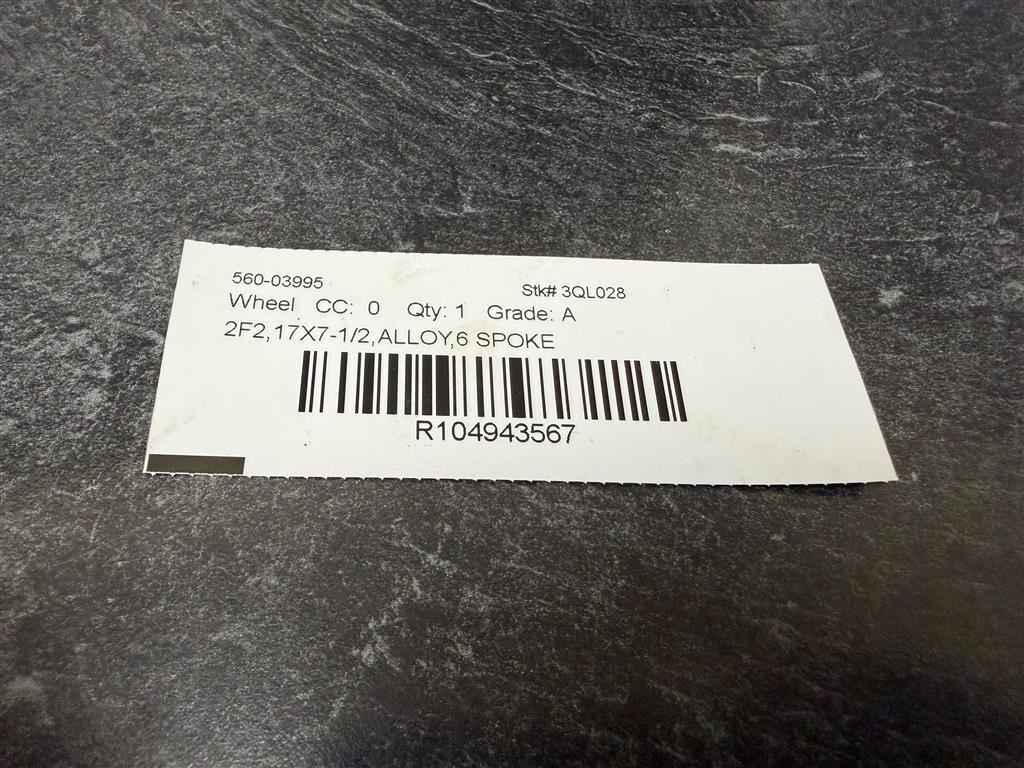 560-03995 Stk# 3QL028
Wheel CC: 0 Qty: 1 Grade: A
2F2,17X7-1/2,ALLOY,6 SPOKE
R104943567